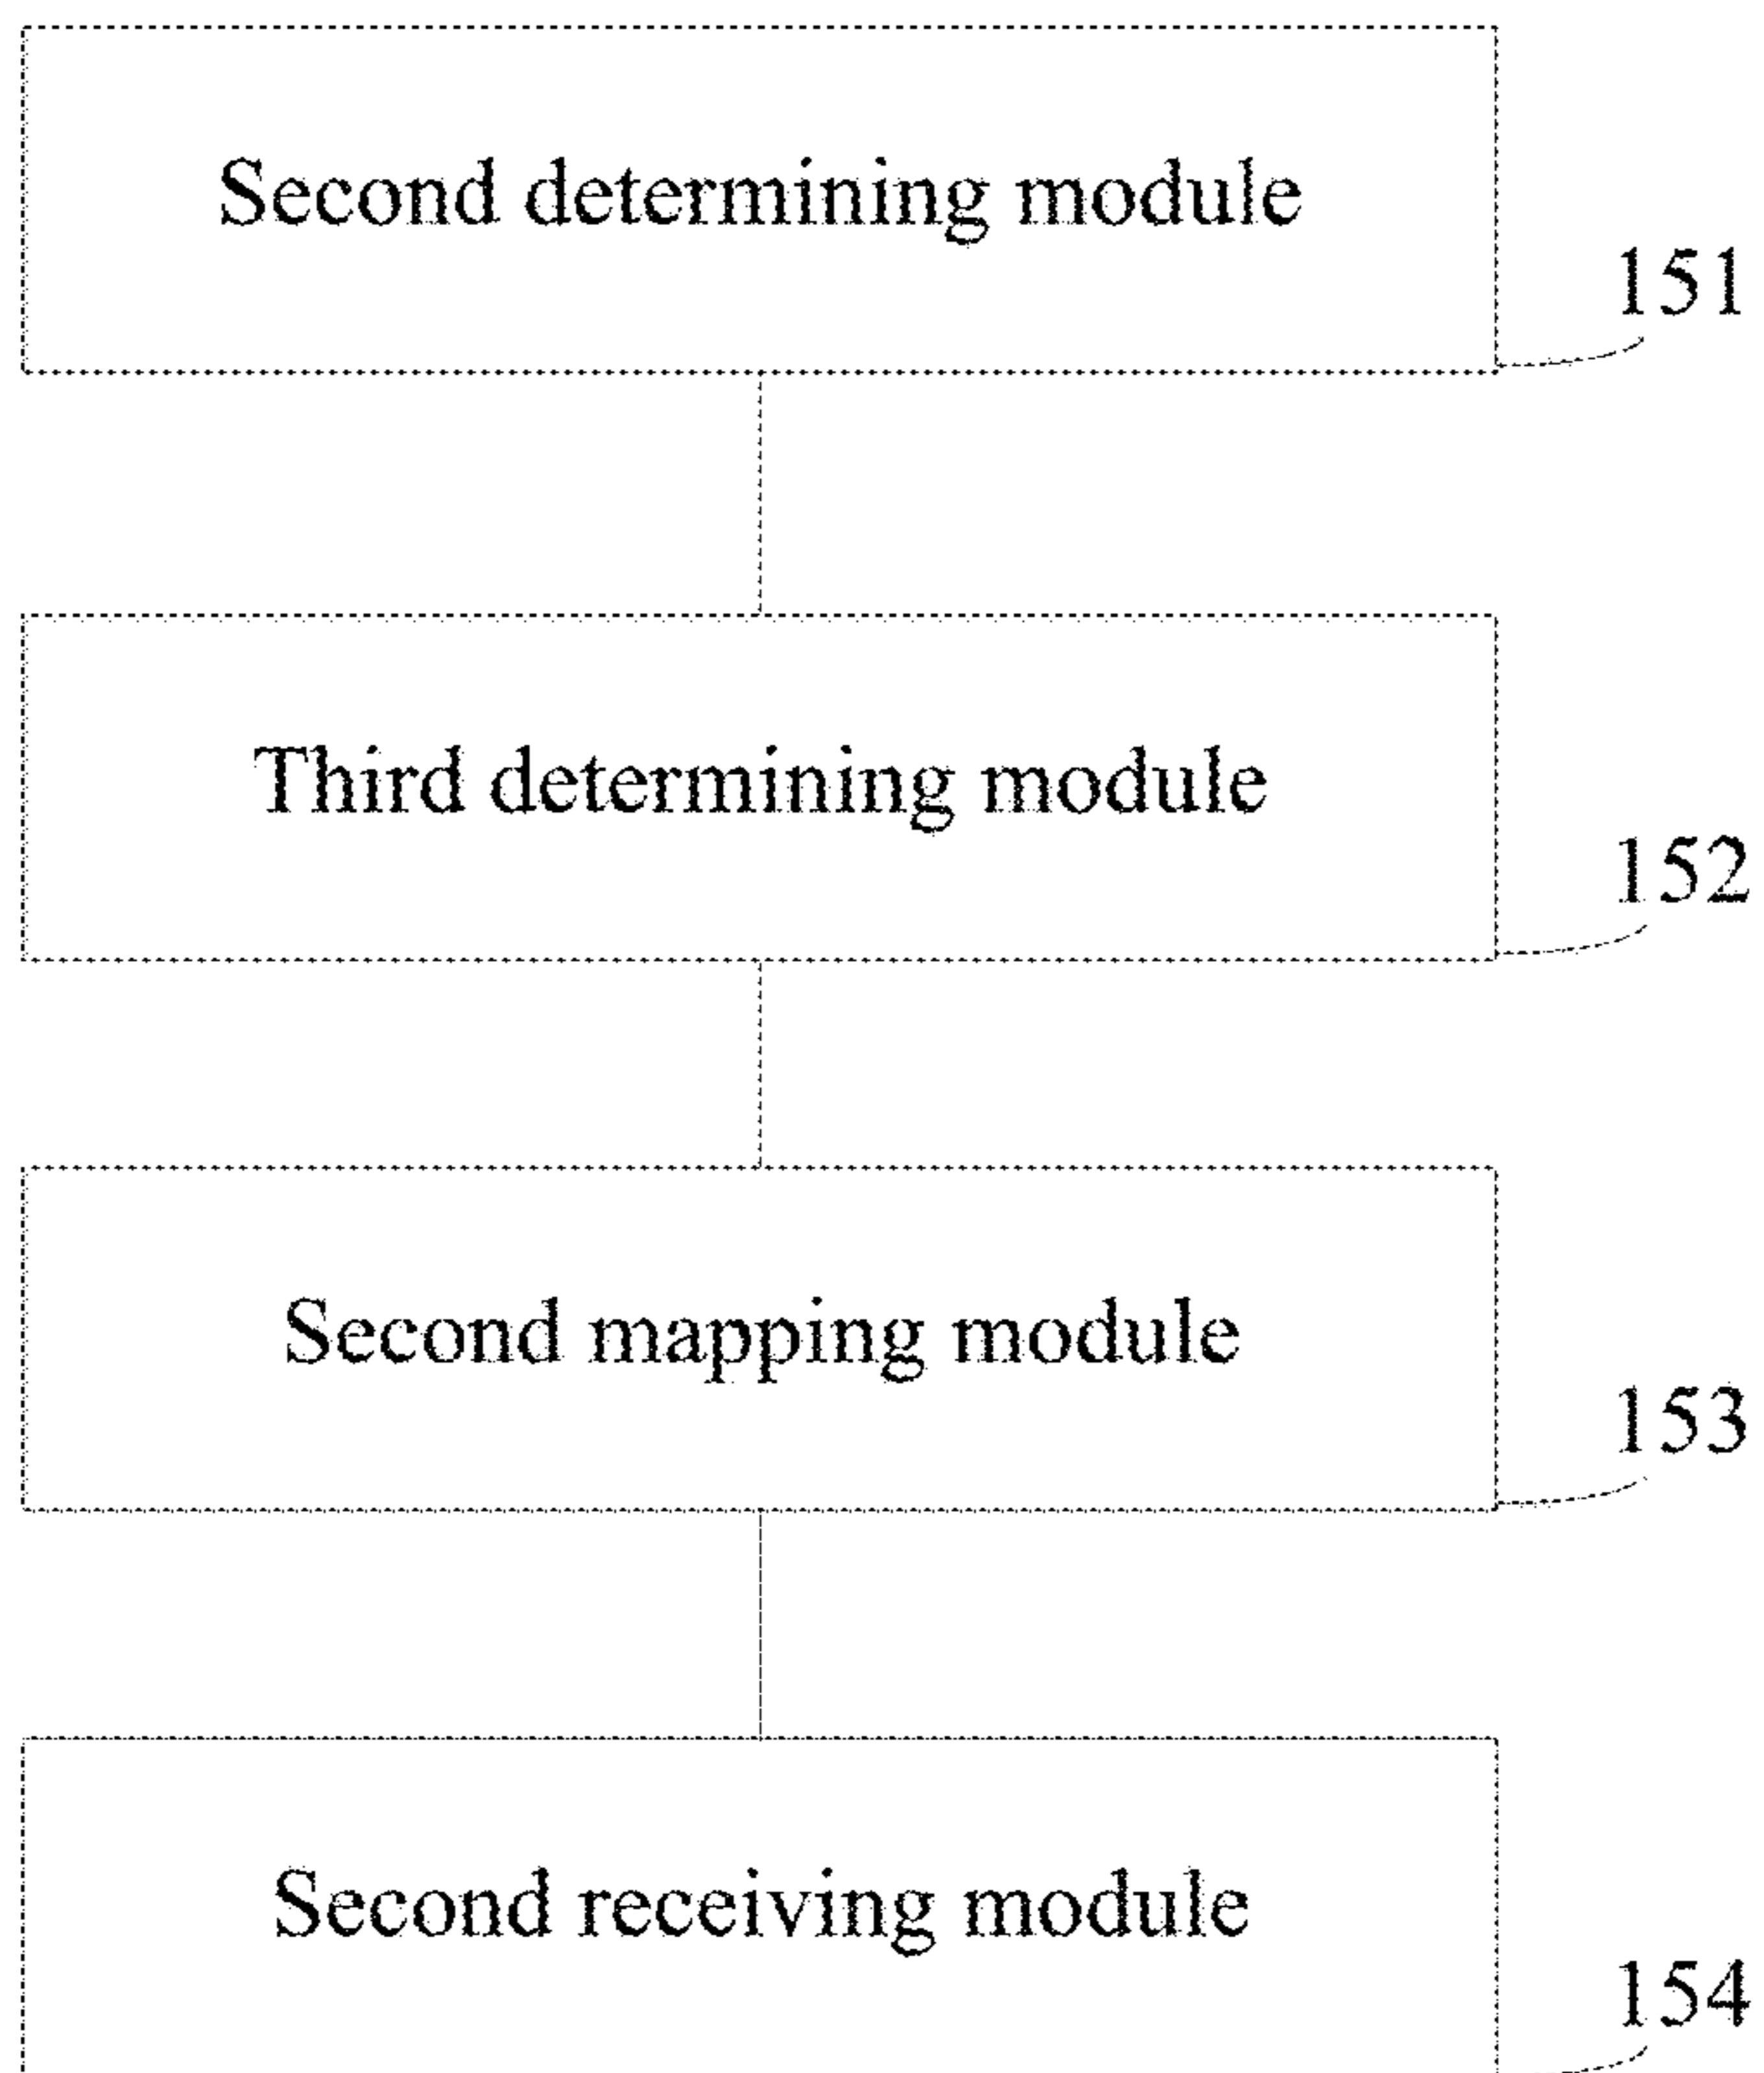 Second determining module
151
Third determining module
152
Second mapping module
153
Second receiving module
154